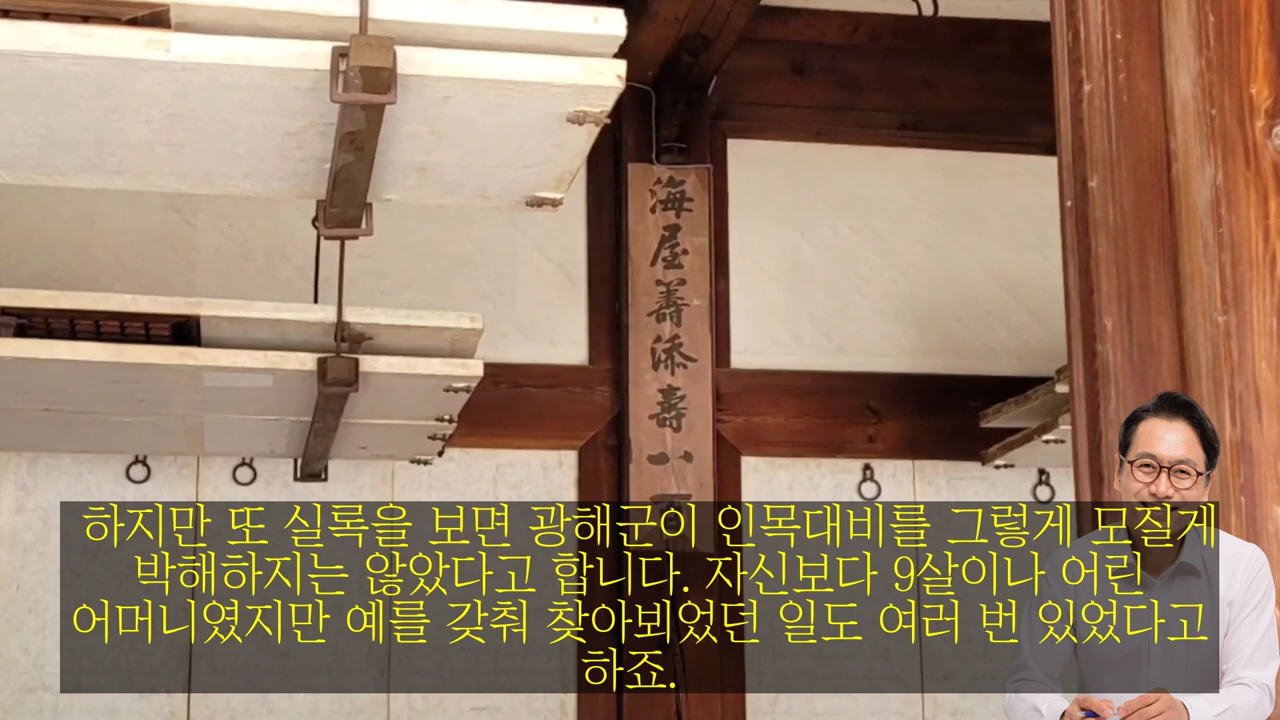 海屋籌添壽八百
하지만 또 실록을 보면 광해군이 인목대비를 그렇게 모질게
박해하지는 않았다고 합니다. 자신보다 9살이나 어린
어머니였지만 예를 갖춰 찾아뵈었던 일도 여러 번 있었다고
하죠.